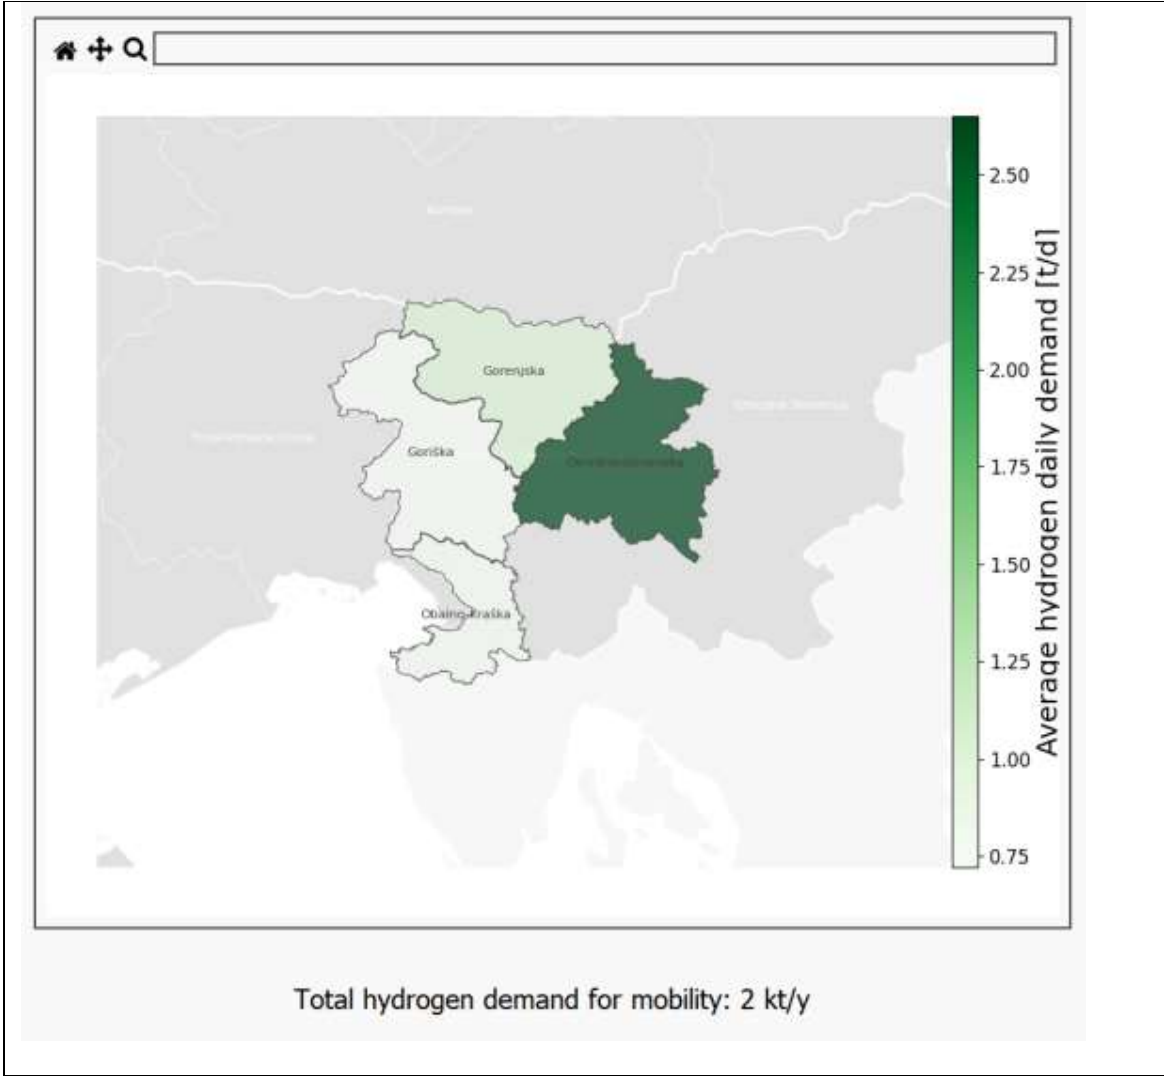 2.50
2.25
2.00
1.75
1.50
1.25
1.00
0.75
Average hydrogen daily demand [t/d]
Gorenjska
Goriška
Obalno-kraška
Total hydrogen demand for mobility: 2 kt/y